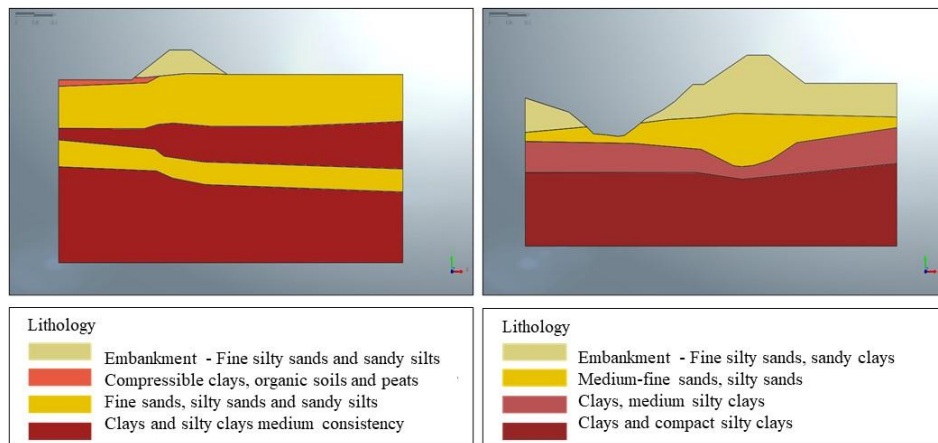 Lithology
Embankment - Fine silty sands and sandy silts
Compressible clays, organic soils and peats
Fine sands, silty sands and sandy silts
Clays and silty clays medium consistency
Lithology
Embankment - Fine silty sands, sandy clays
Medium-fine sands, silty sands
Clays, medium silty clays
Clays and compact silty clays